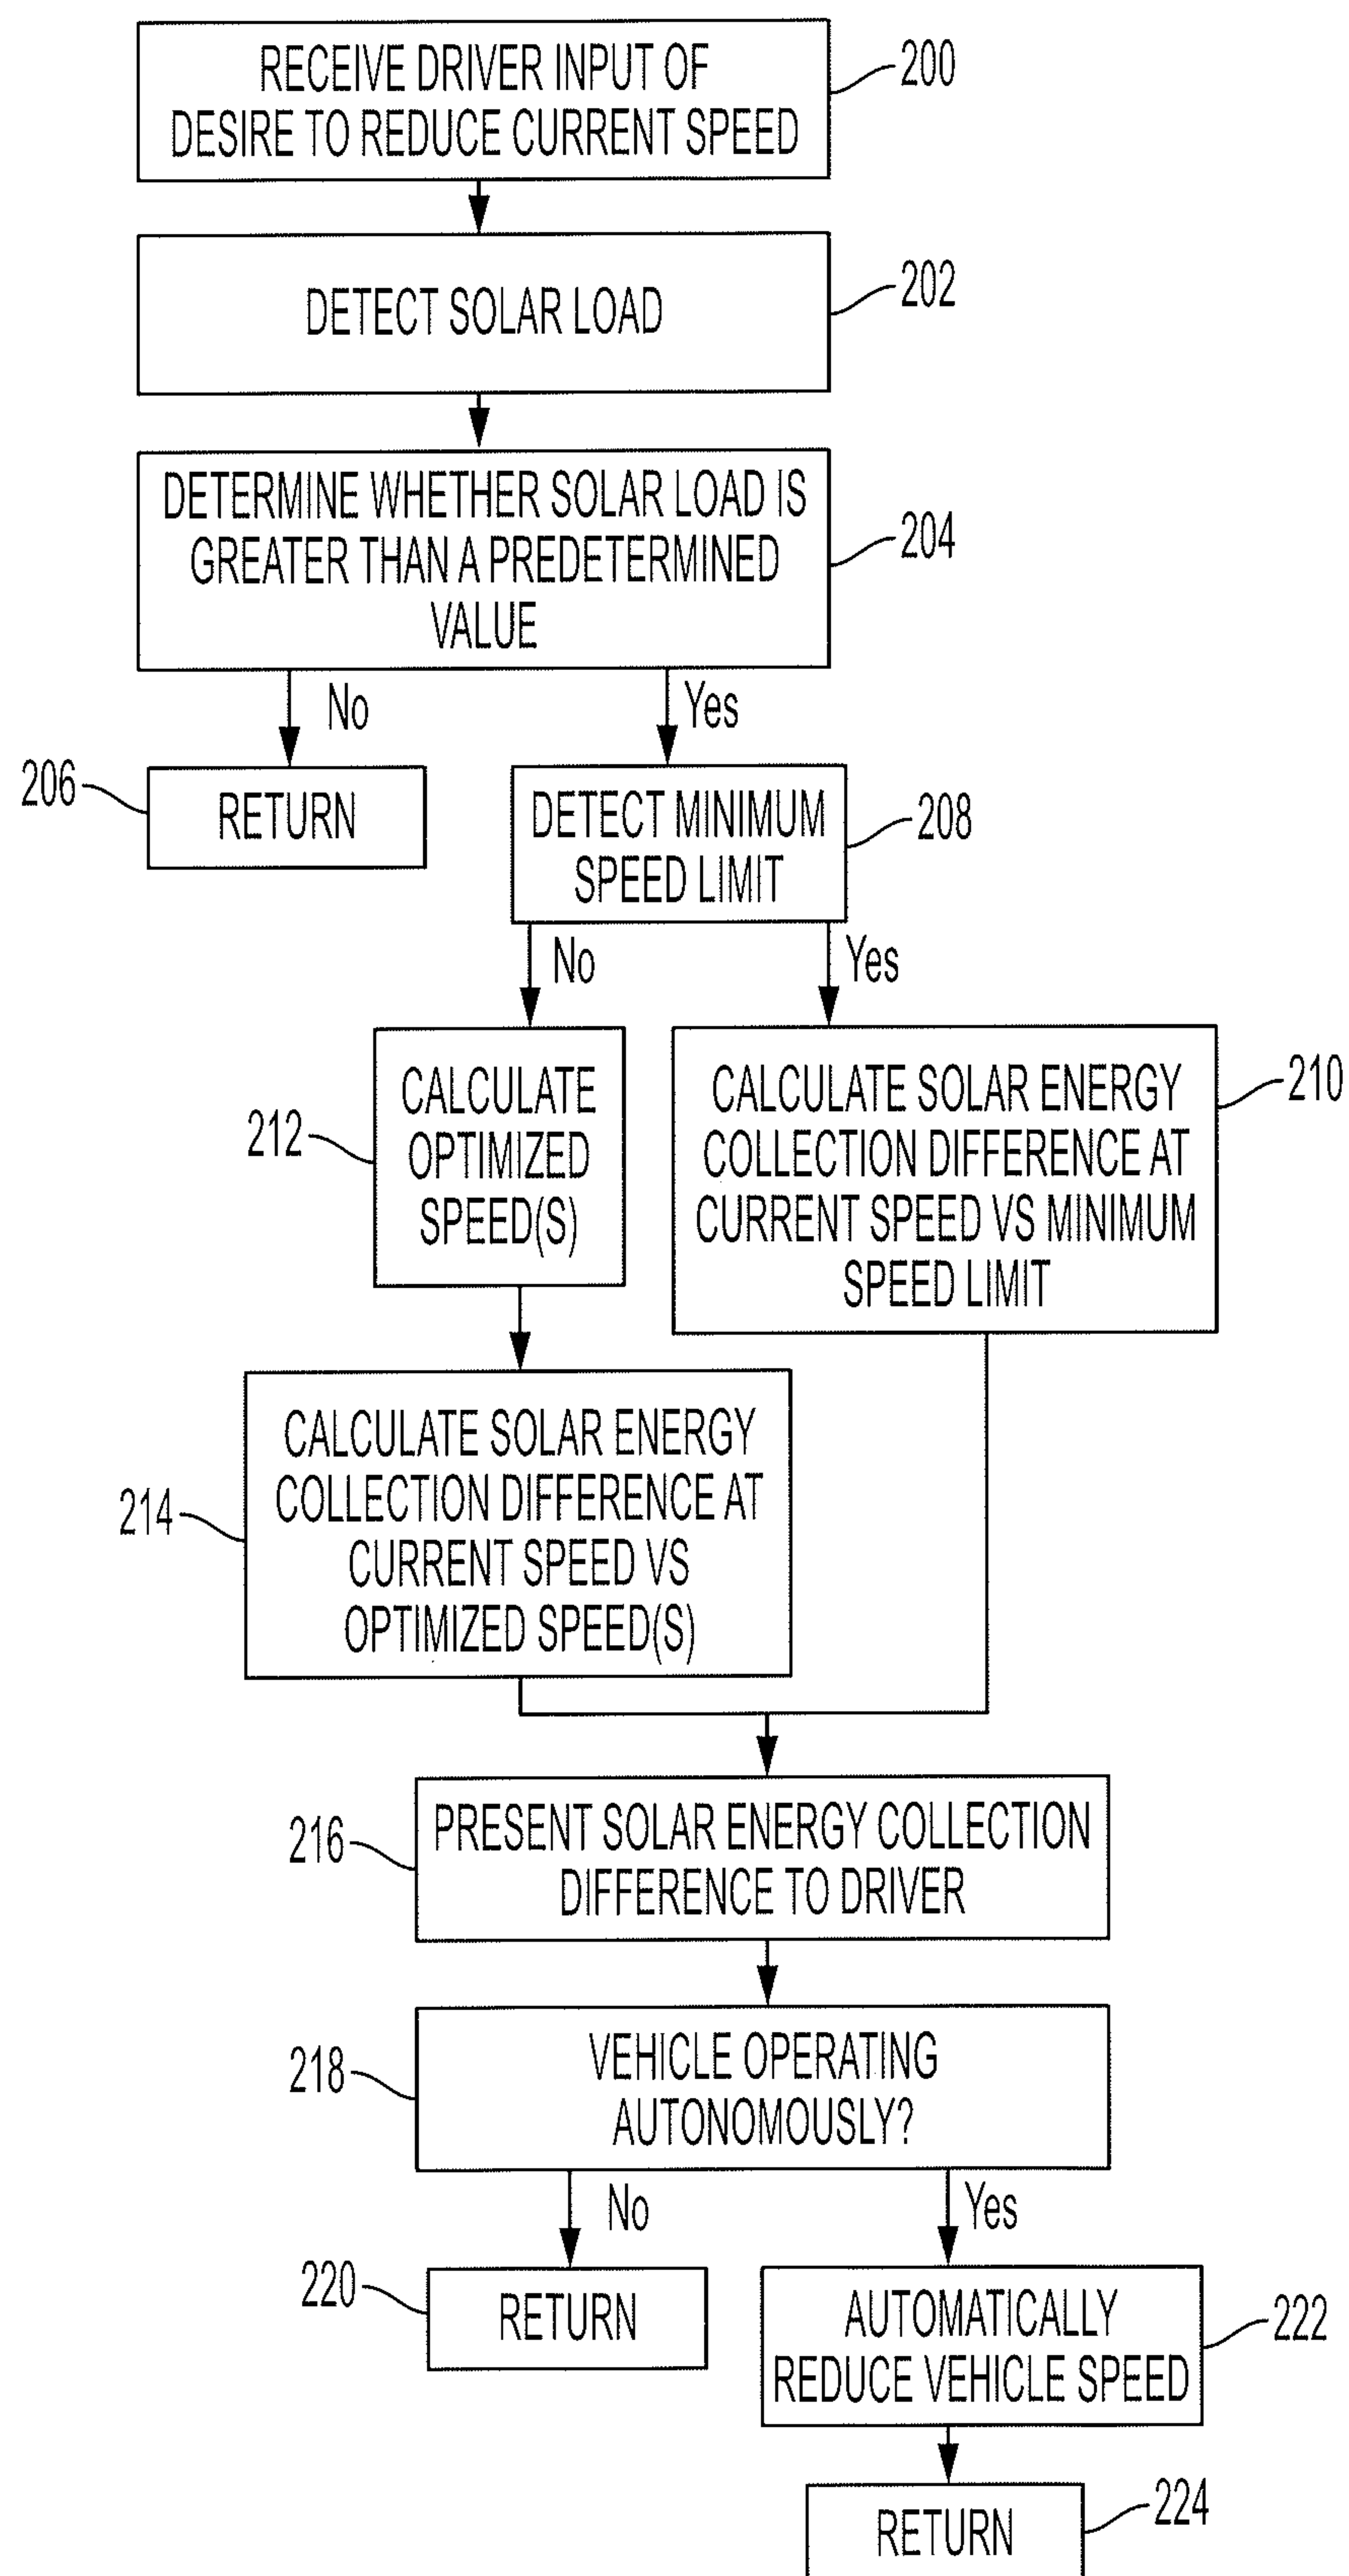 RECEIVE DRIVER INPUT OF
DESIRE TO REDUCE CURRENT SPEED
200
DETECT SOLAR LOAD
202
DETERMINE WHETHER SOLAR LOAD IS
GREATER THAN A PREDETERMINED
VALUE
204
No
Yes
206
RETURN
DETECT MINIMUM
SPEED LIMIT
208
No
Yes
212
CALCULATE
OPTIMIZED
SPEED(S)
CALCULATE SOLAR ENERGY
COLLECTION DIFFERENCE AT
CURRENT SPEED VS MINIMUM
SPEED LIMIT
210
214
CALCULATE SOLAR ENERGY
COLLECTION DIFFERENCE AT
CURRENT SPEED VS
OPTIMIZED SPEED(S)
216
PRESENT SOLAR ENERGY COLLECTION
DIFFERENCE TO DRIVER
218
VEHICLE OPERATING
AUTONOMOUSLY?
No
Yes
220
RETURN
AUTOMATICALLY
REDUCE VEHICLE SPEED
222
RETURN
224